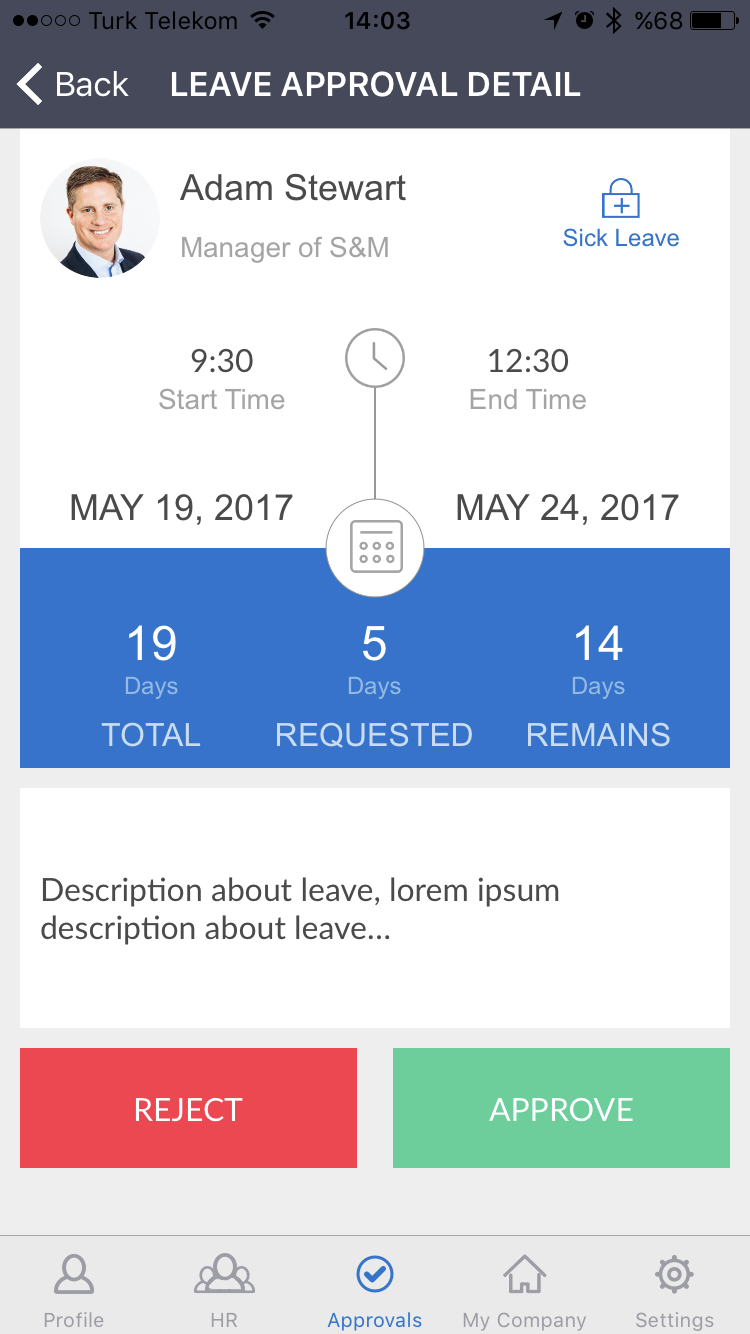 Turk Telekom 14:03 %68
Back LEAVE APPROVAL DETAIL
Adam Stewart
Manager of S&M
Sick Leave
9:30 12:30
Start Time End Time
MAY 19, 2017 MAY 24, 2017
19 5 14
Days Days Days
TOTAL REQUESTED REMAINS
Description about leave, lorem ipsum
description about leave...
REJECT APPROVE
Profile HR Approvals My Company Settings